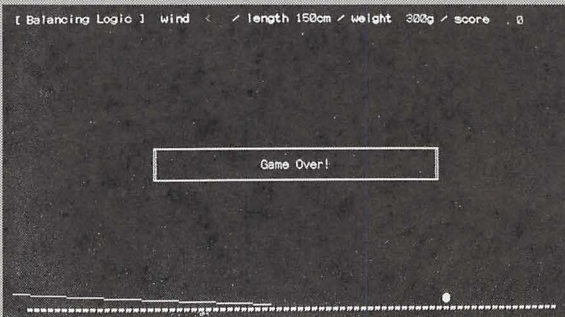 [ Balancing Logic ] wind < / length 150cm / weight 300g / score . 0
Game Over!